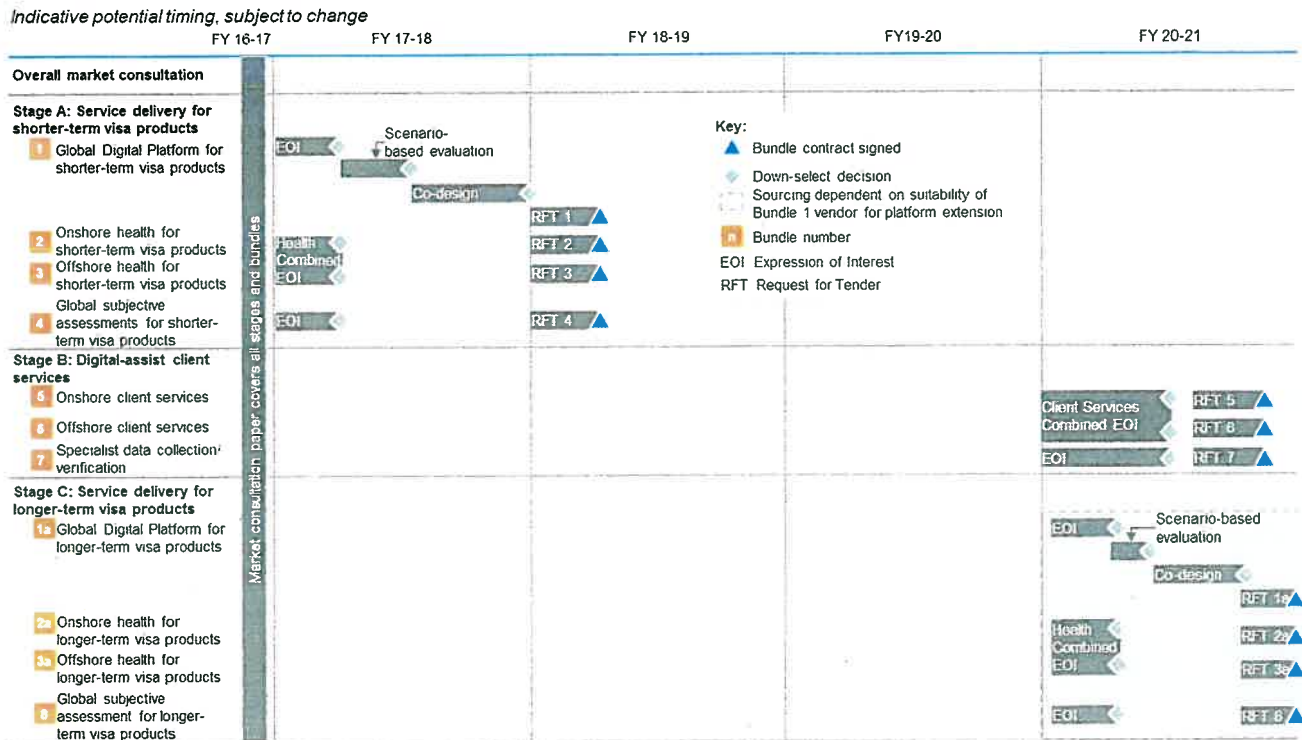 Indicative potential timing, subject to change
FY 16-17
FY 17-18
FY 18-19
FY19-20
FY 20-21
Overall market consultation
Market consultation paper covers all stages and bundles
Stage A: Service delivery for
shorter-term visa products
1
Global Digital Platform for
shorter-term visa products
EOI
Scenario-
based evaluation
Co-design
RFT 1
2
Onshore health for
shorter-term visa products
3
Offshore health for
shorter-term visa products
Health
Combined
EOI
RFT 2
RFT 3
4
Global subjective
assessments for shorter-
term visa products
EOI
RFT 4
Key:
Bundle contract signed
Down-select decision
Sourcing dependent on suitability of
Bundle 1 vendor for platform extension
n
Bundle number
EOI Expression of Interest
RFT Request for Tender
Stage B: Digital-assist client
services
5
Onshore client services
6
Offshore client services
7
Specialist data collection/
verification
Client Services
Combined EOI
EOI
RFT 5
RFT 6
RFT 7
Stage C: Service delivery for
longer-term visa products
1a
Global Digital Platform for
longer-term visa products
EOI
Scenario-based
evaluation
Co-design
RFT 1a
2a
Onshore health for
longer-term visa products
3a
Offshore health for
longer-term visa products
Health
Combined
EOI
RFT 2a
RFT 3a
8
Global subjective
assessment for longer-
term visa products
EOI
RFT 8